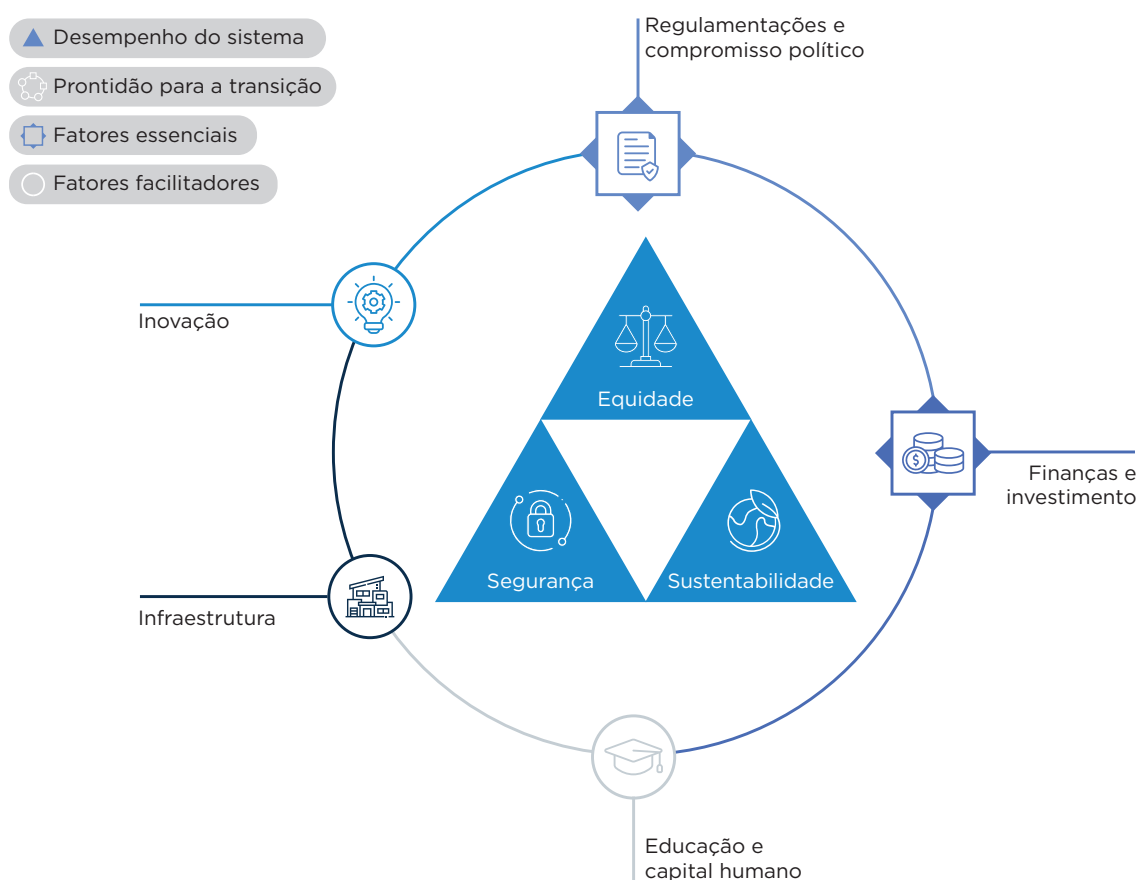 Desempenho do sistema
Prontidão para a transição
Fatores essenciais
Fatores facilitadores
Regulamentações e
compromisso político
Inovação
Equidade
$
Finanças e
investimento
Segurança
Sustentabilidade
Infraestrutura
Educação e
capital humano